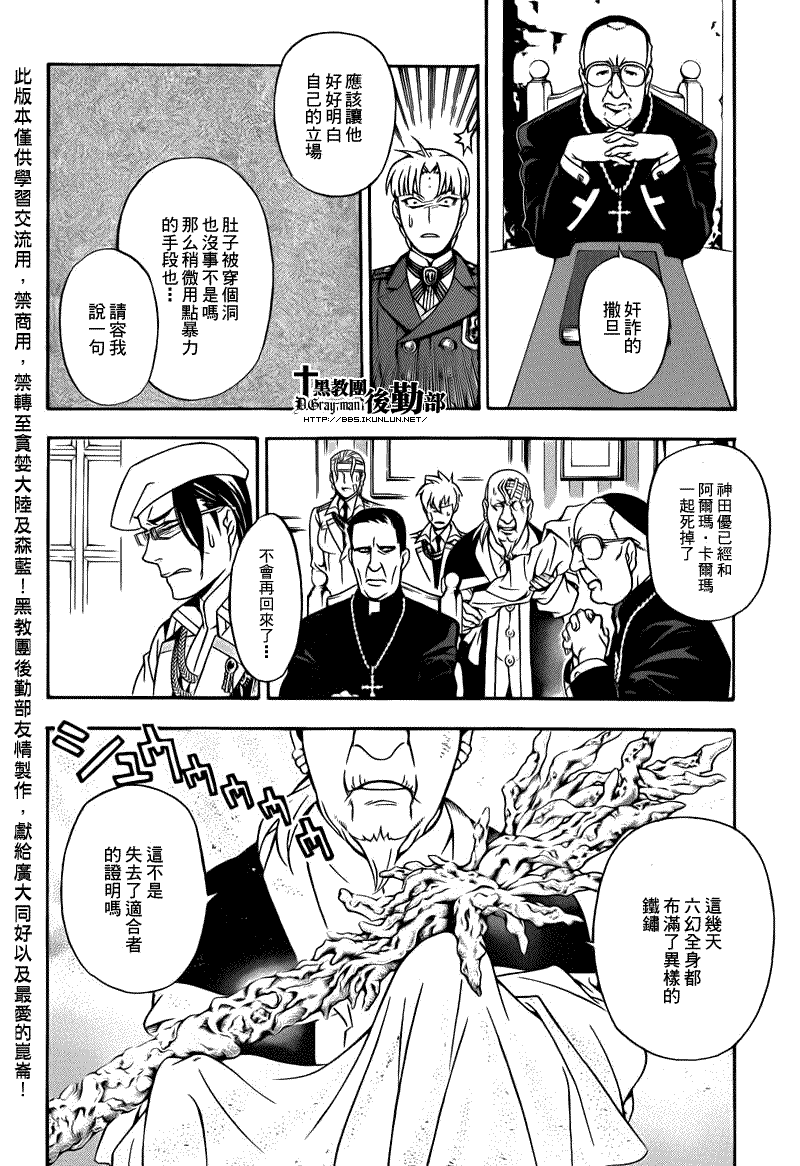 奸詐的
撒旦
應該讓他
好好明白
自己的立場
肚子被穿個洞
也沒事不是嗎
那么稍微用點暴力
的手段也…
請容我
說一句
黑教團
D.Gray-man
後勤部
HTTP://BBS.IKUNLUN.NET/
神田優已經和
阿爾瑪·卡爾瑪
一起死掉了
不會再回來了…
這幾天
六幻全身都
布滿了異樣的
鐵鏽
這不是
失去了適合者
的證明嗎
此版本僅供學習交流用，禁商用，禁轉至貪婪大陸及森藍！黑教團後勤部友情製作，獻給廣大同好以及最愛的崑崙！